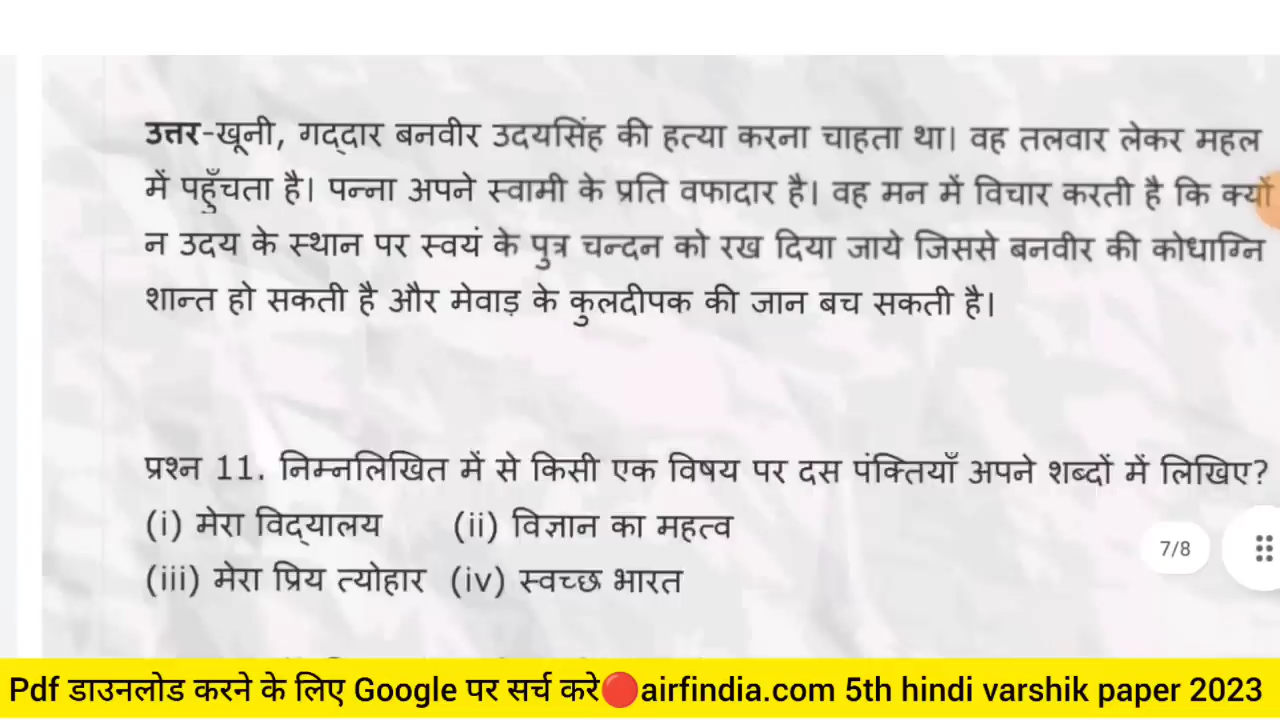 उत्तर-खूनी, गद्दार बनवीर उदयसिंह की हत्या करना चाहता था। वह तलवार लेकर महल
में पहुँचता है। पन्ना अपने स्वामी के प्रति वफादार है। वह मन में विचार करती है कि क्यों
न उदय के स्थान पर स्वयं के पुत्र चन्दन को रख दिया जाये जिससे बनवीर की कोधाग्नि
शान्त हो सकती है और मेवाड़ के कुलदीपक की जान बच सकती है।
प्रश्न 11. निम्नलिखित में से किसी एक विषय पर दस पंक्तियाँ अपने शब्दों में लिखिए?
(i) मेरा विद्यालय (ii) विज्ञान का महत्व
7/8
(iii) मेरा प्रिय त्योहार (iv) स्वच्छ भारत
Pdf डाउनलोड करने के लिए Google पर सर्च करे🔴airfindia.com 5th hindi varshik paper 2023